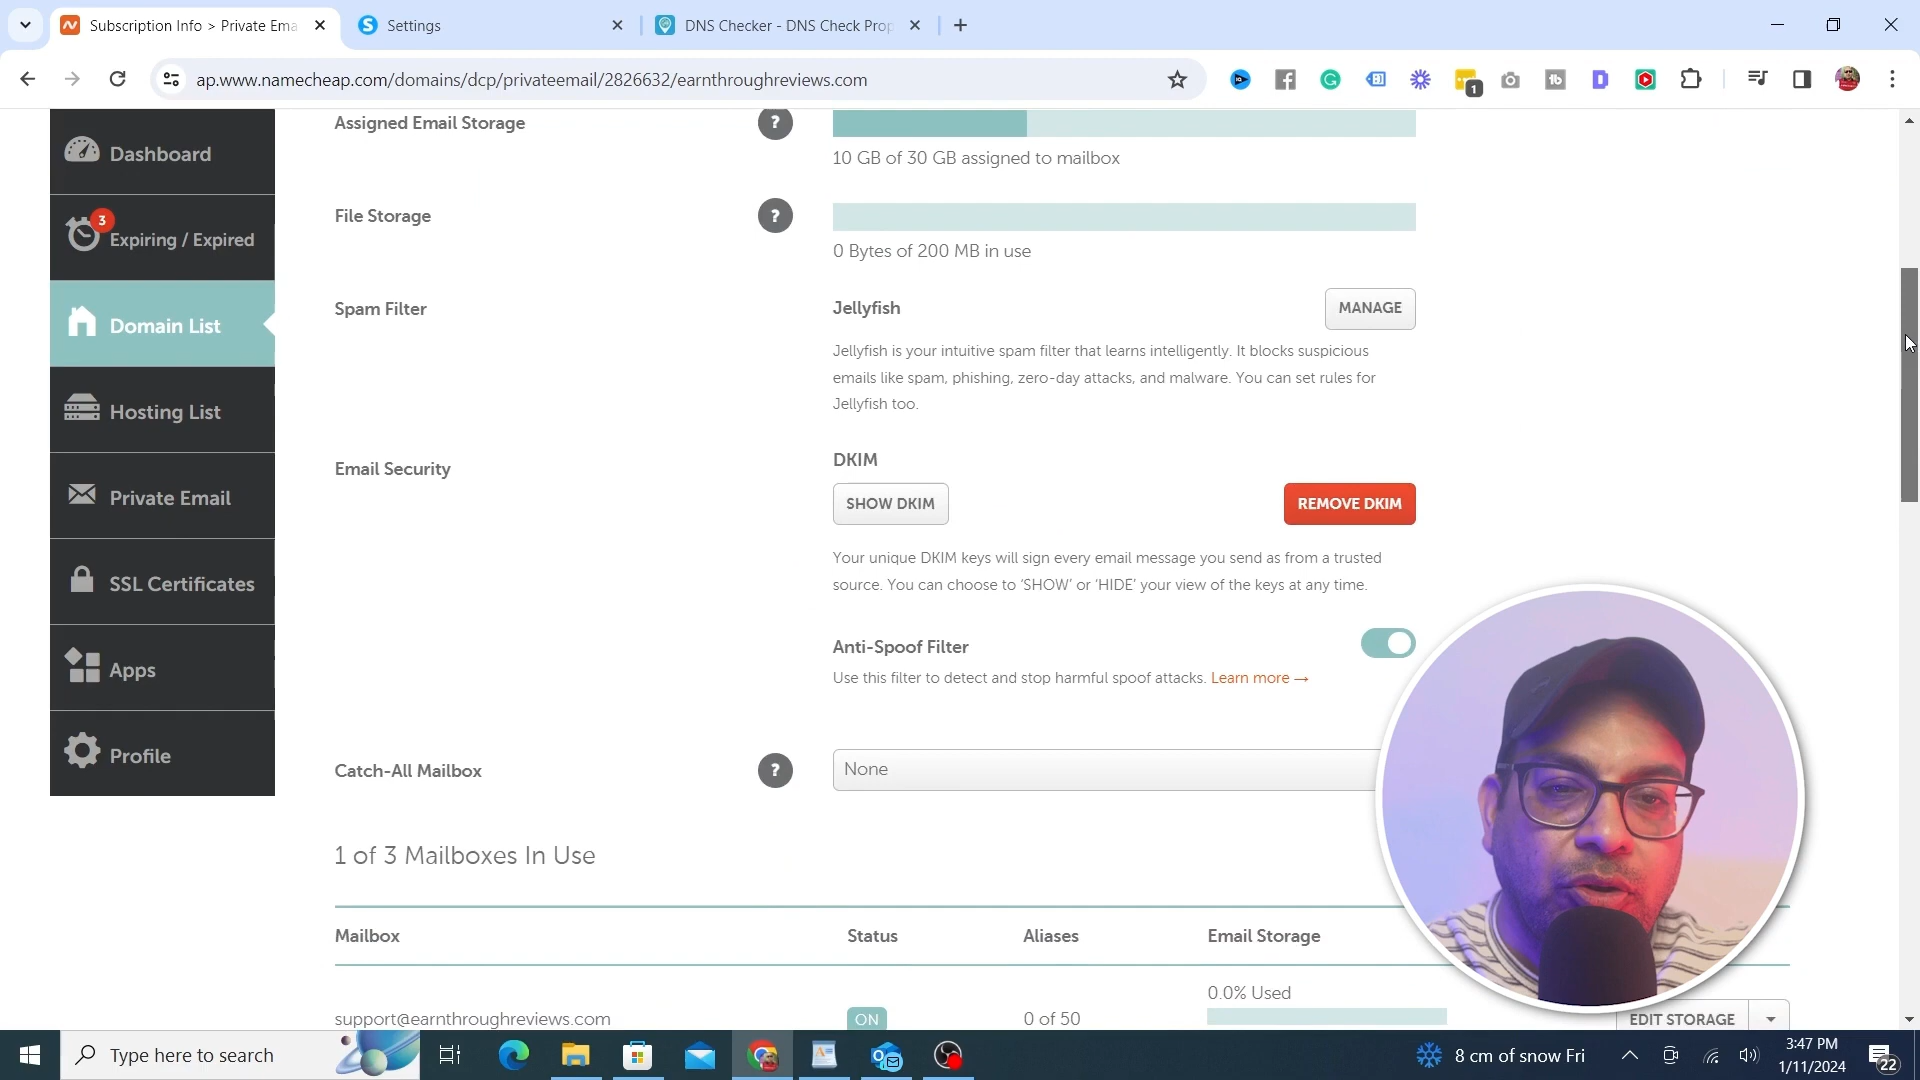 Subscription Info > Private Ema
Settings
DNS Checker - DNS Check Prop
ap.www.namecheap.com/domains/dcp/privateemail/2826632/earnthroughreviews.com
1
Dashboard
3
Expiring / Expired
Domain List
Hosting List
Private Email
SSL Certificates
Apps
Profile
Assigned Email Storage
?
10 GB of 30 GB assigned to mailbox
File Storage
?
0 Bytes of 200 MB in use
Spam Filter
Jellyfish
MANAGE
Jellyfish is your intuitive spam filter that learns intelligently. It blocks suspicious
emails like spam, phishing, zero-day attacks, and malware. You can set rules for
Jellyfish too.
Email Security
DKIM
SHOW DKIM
REMOVE DKIM
Your unique DKIM keys will sign every email message you send as from a trusted
source. You can choose to ‘SHOW’ or ‘HIDE’ your view of the keys at any time.
Anti-Spoof Filter
Use this filter to detect and stop harmful spoof attacks. Learn more →
Catch-All Mailbox
?
None
1 of 3 Mailboxes In Use
Mailbox
Status
Aliases
Email Storage
support@earnthroughreviews.com
ON
0 of 50
0.0% Used
EDIT STORAGE
Type here to search
8 cm of snow Fri
3:47 PM
1/11/2024
22